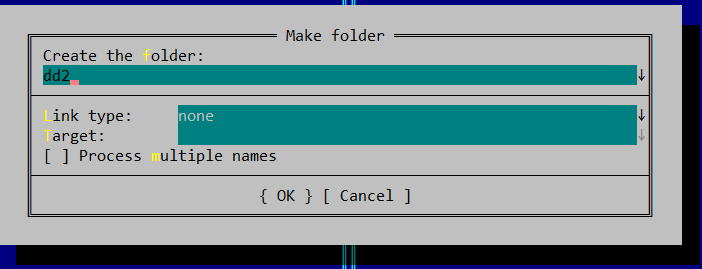 Make folder
Create the folder:
dd2
Link type: none
Target:
[ ] Process multiple names
{ OK } [ Cancel ]